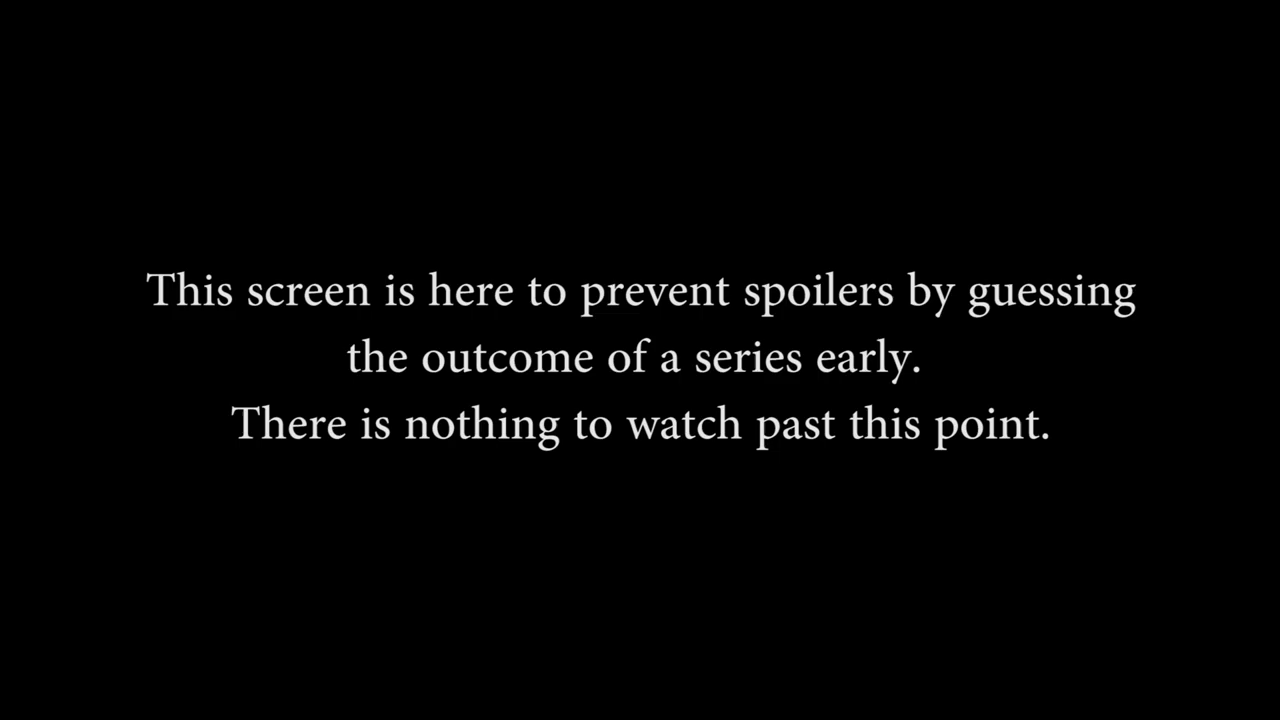 This screen is here to prevent spoilers by guessing
the outcome of a series early.
There is nothing to watch past this point.